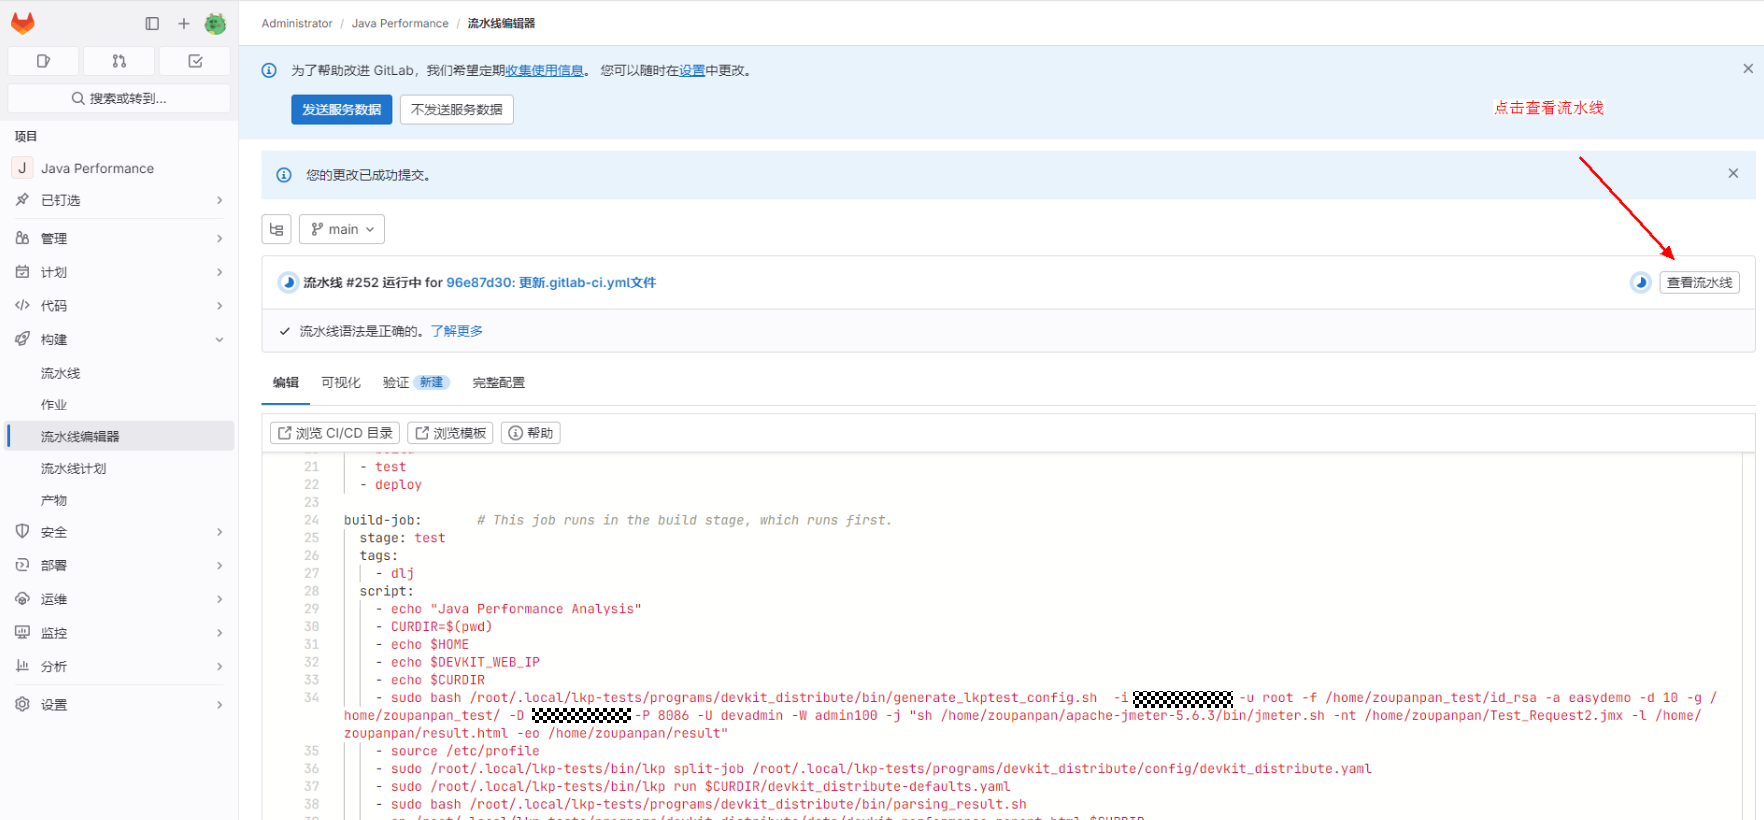 Administrator / Java Performance / 流水线编辑器
为了帮助改进 GitLab，我们希望定期收集使用信息。 您可以随时在设置中更改。
发送服务数据 不发送服务数据
点击查看流水线
搜索或转到...
项目
J Java Performance
已钉选
管理
计划
代码
构建
流水线
作业
流水线编辑器
流水线计划
产物
安全
部署
运维
监控
分析
设置
您的更改已成功提交。
main
流水线 #252 运行中 for 96e87d30: 更新.gitlab-ci.yml文件
查看流水线
流水线语法是正确的。了解更多
编辑 可视化 验证 新建 完整配置
浏览 CI/CD 目录 浏览模板 帮助
21 - test
22 - deploy
23
24 build-job: # This job runs in the build stage, which runs first.
25 stage: test
26 tags:
27 - dlj
28 script:
29 - echo "Java Performance Analysis"
30 - CURDIR=$(pwd)
31 - echo $HOME
32 - echo $DEVKIT_WEB_IP
33 - echo $CURDIR
34 - sudo bash /root/.local/lkp-tests/programs/devkit_distribute/bin/generate_lkptest_config.sh -i -u root -f /home/zoupanpan_test/id_rsa -a easydemo -d 10 -g /
home/zoupanpan_test/ -D -P 8086 -U devadmin -W admin100 -j "sh /home/zoupanpan/apache-jmeter-5.6.3/bin/jmeter.sh -nt /home/zoupanpan/Test_Request2.jmx -l /home/
zoupanpan/result.html -eo /home/zoupanpan/result"
35 - source /etc/profile
36 - sudo /root/.local/lkp-tests/bin/lkp split-job /root/.local/lkp-tests/programs/devkit_distribute/config/devkit_distribute.yaml
37 - sudo /root/.local/lkp-tests/bin/lkp run $CURDIR/devkit_distribute-defaults.yaml
38 - sudo bash /root/.local/lkp-tests/programs/devkit_distribute/bin/parsing_result.sh